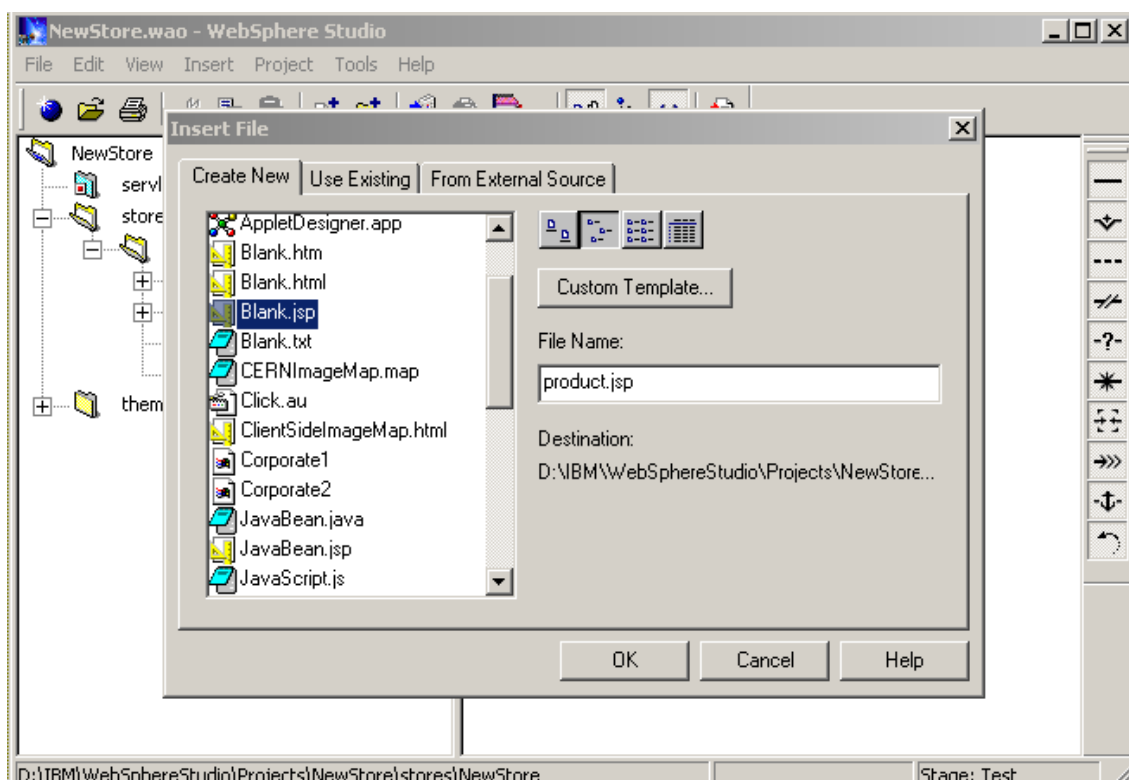 NewStore.wao - WebSphere Studio
File Edit View Insert Project Tools Help
Insert File
NewStore
servl
store
them
Create New Use Existing From External Source
AppletDesigner.app
Blank.htm
Blank.html
Blank.jsp
Blank.txt
CERNImageMap.map
Click.au
ClientSideImageMap.html
Corporate1
Corporate2
JavaBean.java
JavaBean.jsp
JavaScript.js
Custom Template...
File Name:
product.jsp
Destination:
D:\IBM\WebSphereStudio\Projects\NewStore...
OK Cancel Help
D:\IBM\WebSphereStudio\Projects\NewStore\stores\NewStore
Stage: Test